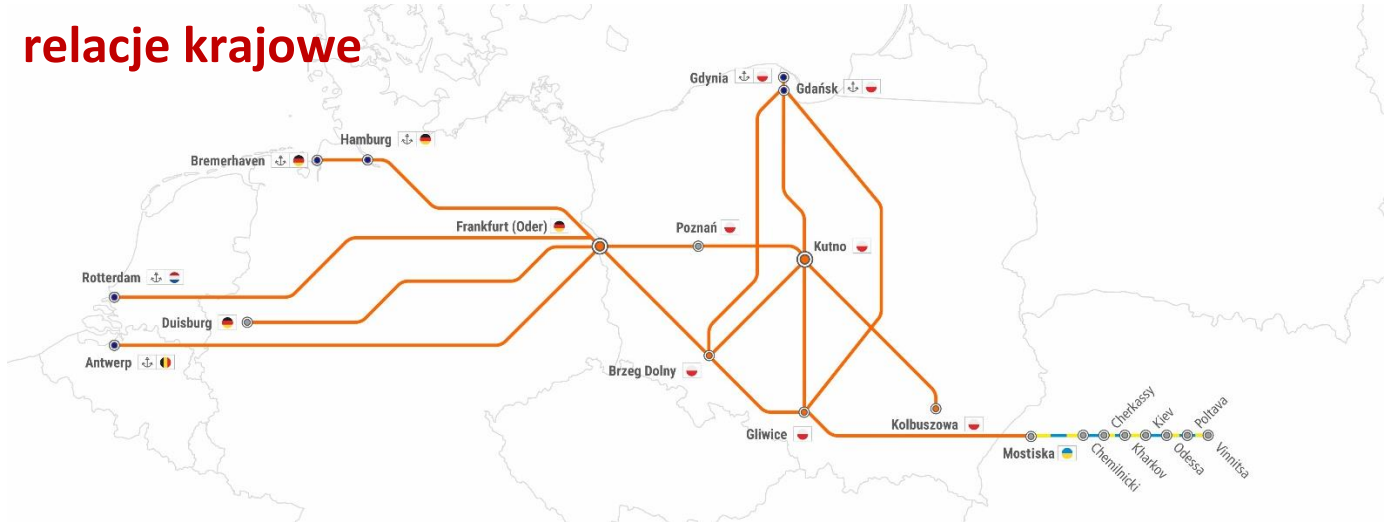 relacje krajowe
Gdynia
Gdańsk
Hamburg
Bremerhaven
Frankfurt (Oder)
Poznań
Kutno
Rotterdam
Duisburg
Antwerp
Brzeg Dolny
Gliwice
Kolbuszowa
Mostiska
Chemilnicki
Cherkassy
Kharkov
Kiev
Odessa
Poltava
Vinnitsa